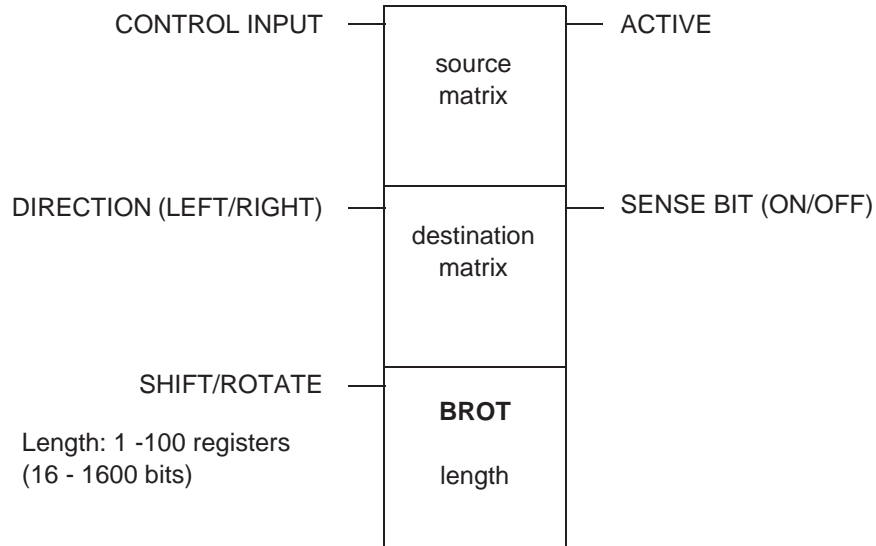 CONTROL INPUT
ACTIVE
source
matrix
DIRECTION (LEFT/RIGHT)
SENSE BIT (ON/OFF)
destination
matrix
SHIFT/ROTATE
BROT
Length: 1 -100 registers
(16 - 1600 bits)
length